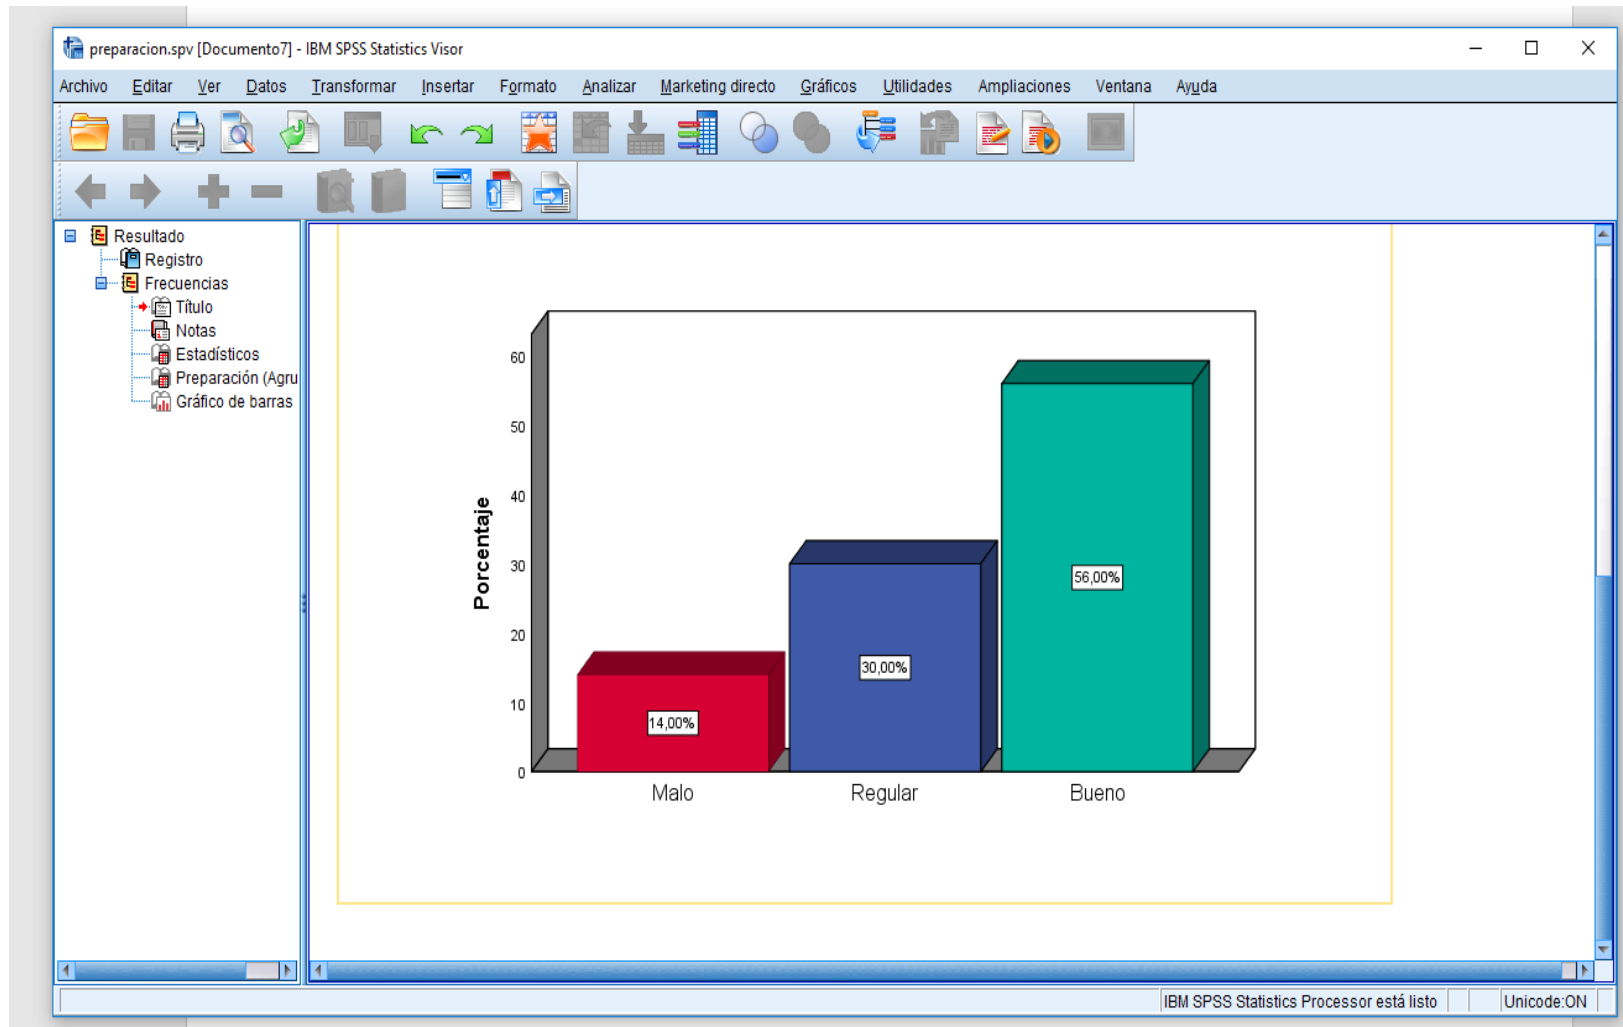 preparacion.spv [Documento7] - IBM SPSS Statistics Visor
Archivo Editar Ver Datos Transformar Insertar Formato Analizar Marketing directo Gráficos Utilidades Ampliaciones Ventana Ayuda
Resultado
Registro
Frecuencias
Título
Notas
Estadísticos
Preparación (Agru
Gráfico de barras
Porcentaje
60
50
40
30
20
10
0
14,00%
30,00%
56,00%
Malo Regular Bueno
IBM SPSS Statistics Processor está listo Unicode:ON